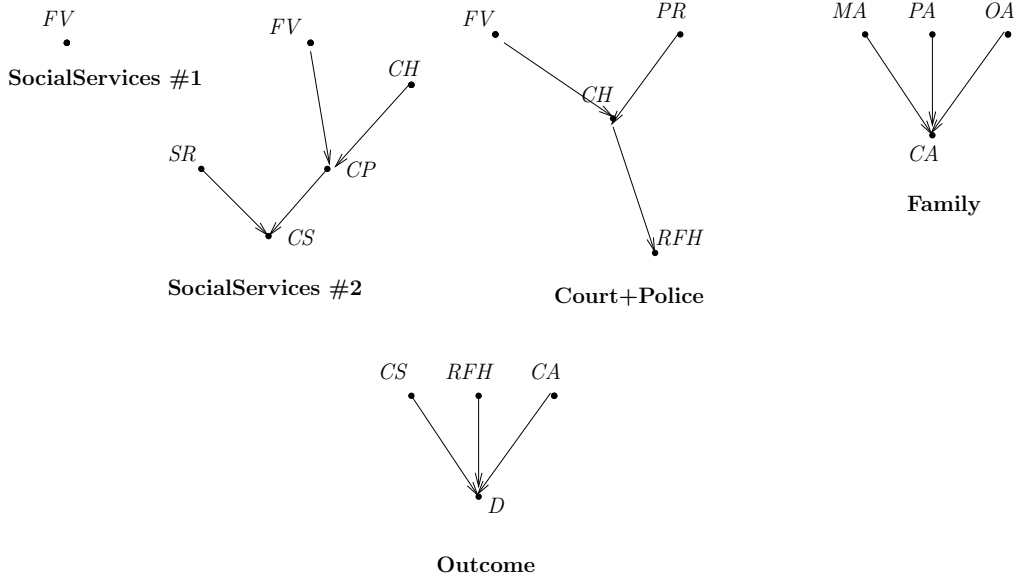 FV
SocialServices #1
FV
CH
SR
CP
CS
SocialServices #2
FV
PR
CH
RFH
Court+Police
MA
PA
OA
CA
Family
CS
RFH
CA
D
Outcome